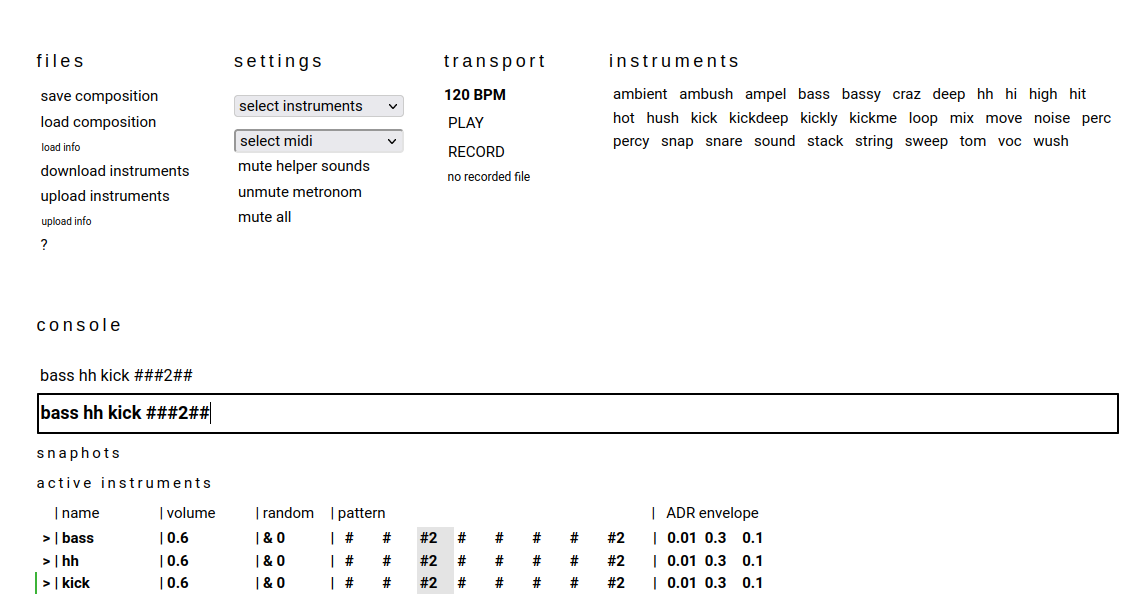 files
save composition
load composition
load info
download instruments
upload instruments
upload info
?
settings
select instruments
select midi
mute helper sounds
unmute metronom
mute all
transport
120 BPM
PLAY
RECORD
no recorded file
instruments
ambient ambush ampel bass bassy craz deep hh hi high hit
hot hush kick kickdeep kickly kickme loop mix move noise perc
percy snap snare sound stack string sweep tom voc wush
console
bass hh kick ###2##
bass hh kick ###2##
snaphots
active instruments
| name | volume | random | pattern | ADR envelope
> | bass | 0.6 | & 0 | # # #2 # # # # #2 | 0.01 0.3 0.1
> | hh | 0.6 | & 0 | # # #2 # # # # #2 | 0.01 0.3 0.1
> | kick | 0.6 | & 0 | # # #2 # # # # #2 | 0.01 0.3 0.1